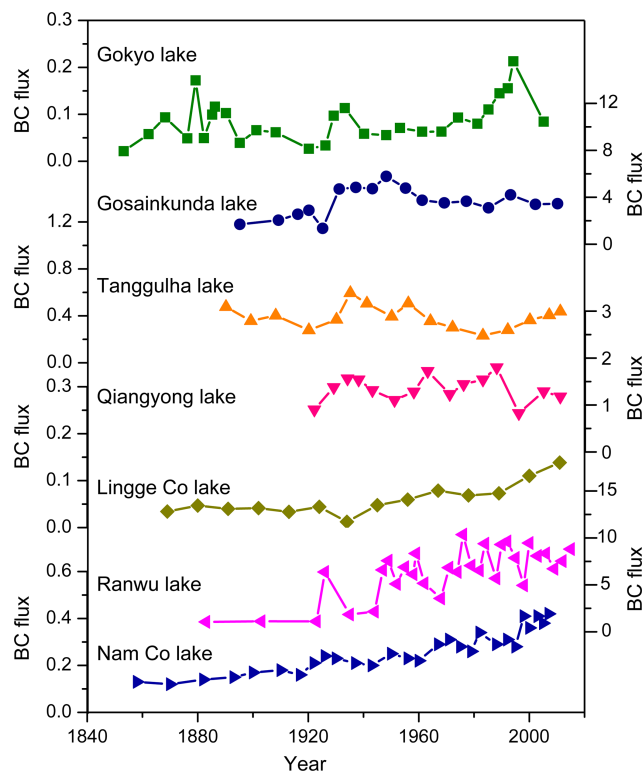 0.3
Gokyo lake
0.2
BC flux
0.1
12
0.0
8
BC flux
Gosainkunda lake
4
1.2
0
BC flux
0.8
Tanggulha lake
0.4
3
0.0
2
BC flux
0.3
Qiangyong lake
1
BC flux
0.2
0
0.1
Lingge Co lake
15
0.0
10
BC flux
0.6
Ranwu lake
5
BC flux
0.4
0
Nam Co lake
0.2
0.0
1840 1880 1920 1960 2000
Year